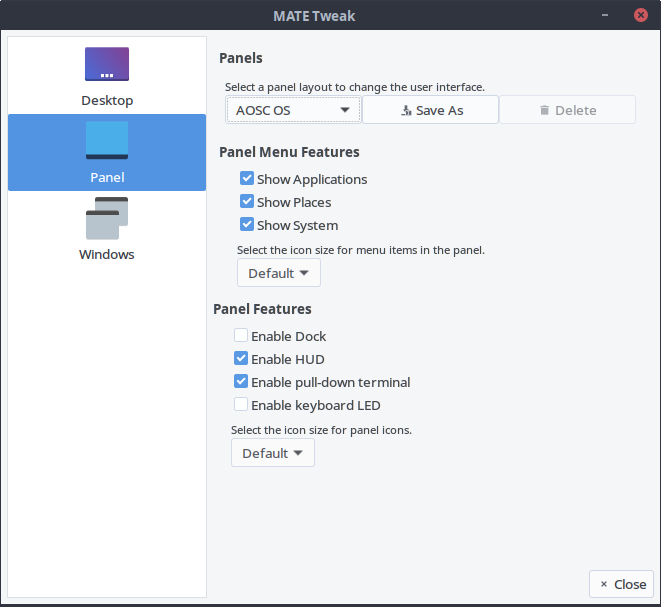 MATE Tweak
Desktop
Panel
Windows
Panels
Select a panel layout to change the user interface.
AOSC OS
Save As
Delete
Panel Menu Features
Show Applications
Show Places
Show System
Select the icon size for menu items in the panel.
Default
Panel Features
Enable Dock
Enable HUD
Enable pull-down terminal
Enable keyboard LED
Select the icon size for panel icons.
Default
Close